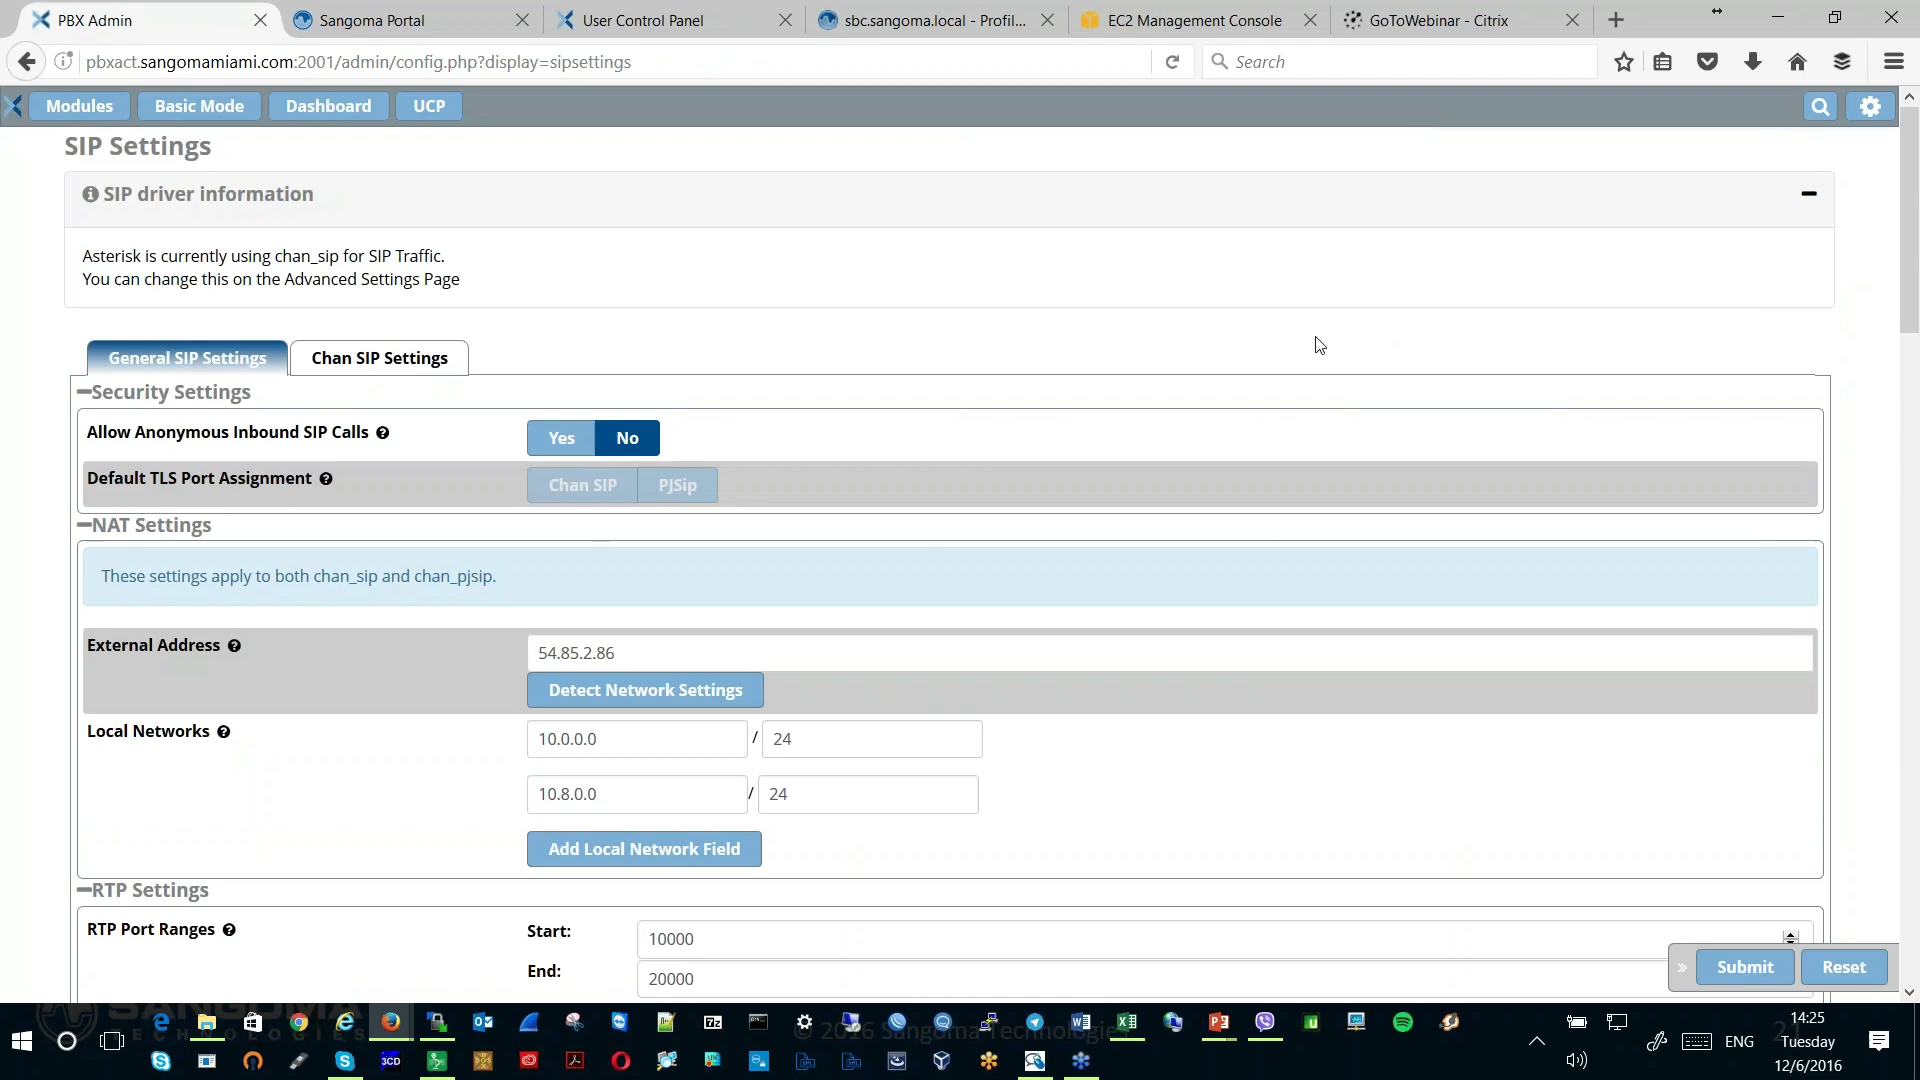 PBX Admin
Sangoma Portal
User Control Panel
sbc.sangoma.local - Profil...
EC2 Management Console
GoToWebinar - Citrix
pbxact.sangomamiami.com:2001/admin/config.php?display=sipsettings
Search
Modules
Basic Mode
Dashboard
UCP
SIP Settings
SIP driver information
Asterisk is currently using chan_sip for SIP Traffic.
You can change this on the Advanced Settings Page
General SIP Settings
Chan SIP Settings
Security Settings
Allow Anonymous Inbound SIP Calls
Yes
No
Default TLS Port Assignment
Chan SIP
PJSip
NAT Settings
These settings apply to both chan_sip and chan_pjsip.
External Address
54.85.2.86
Detect Network Settings
Local Networks
10.0.0.0 / 24
10.8.0.0 / 24
Add Local Network Field
RTP Settings
RTP Port Ranges
Start:
10000
End:
20000
Submit
Reset
SANGOMA
TECHNOLOGIES
© 2016 Sangoma Technologies
ENG
14:25
Tuesday
12/6/2016